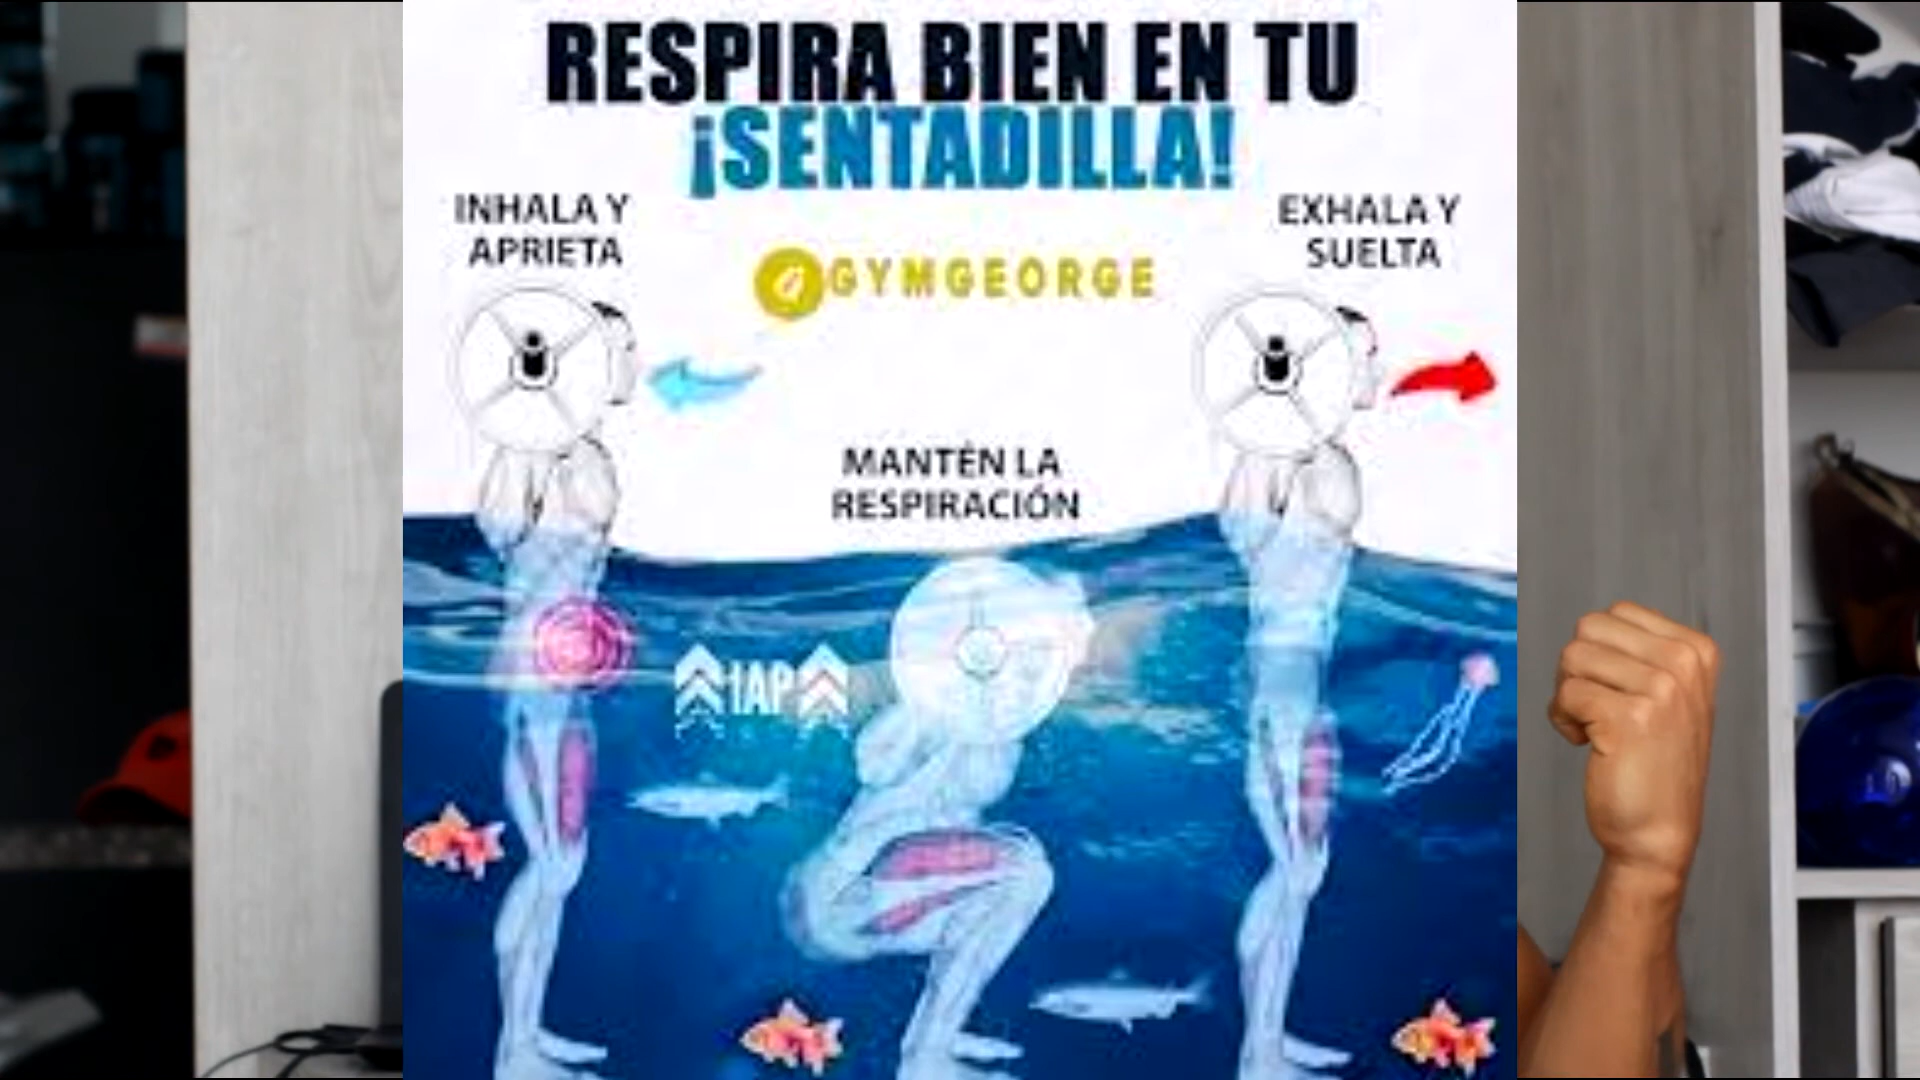 RESPIRA BIEN EN TU
¡SENTADILLA!
INHALA Y
APRIETA
EXHALA Y
SUELTA
GYMGEORGE
MANTÉN LA
RESPIRACIÓN
IAP